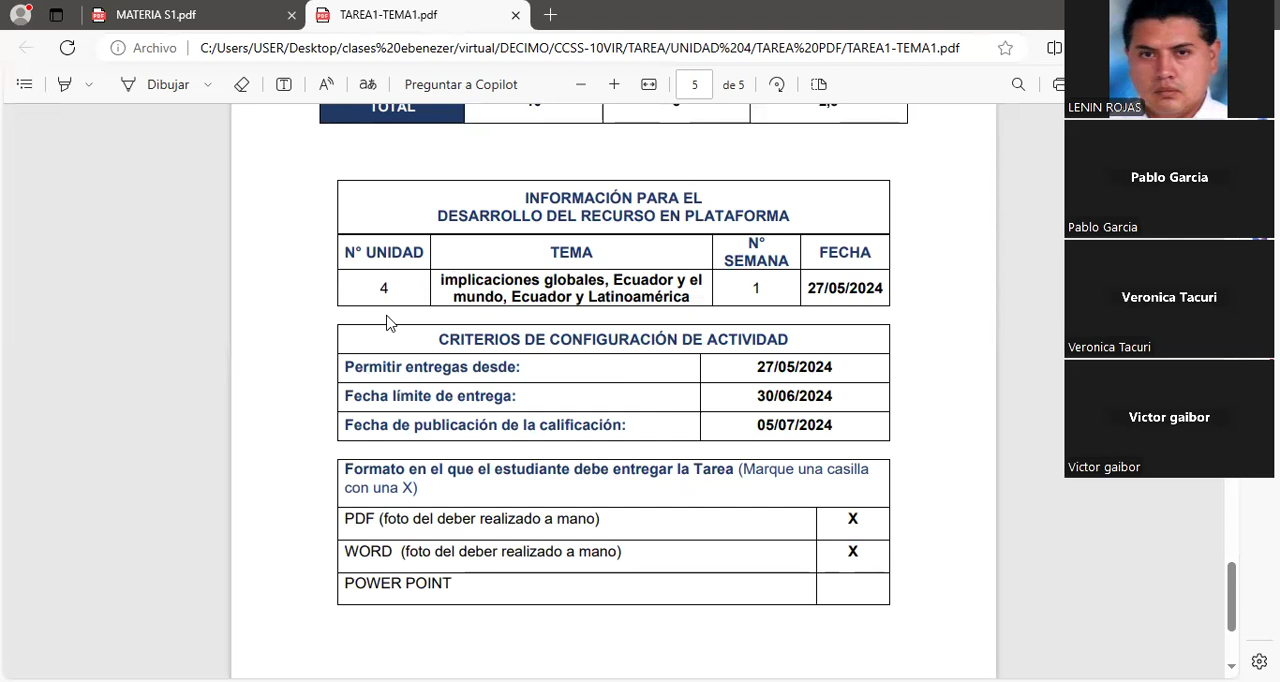 MATERIA S1.pdf
TAREA1-TEMA1.pdf
Archivo
C:/Users/USER/Desktop/clases%20ebenezer/virtual/DECIMO/CCSS-10VIR/TAREA/UNIDAD%204/TAREA%20PDF/TAREA1-TEMA1.pdf
Dibujar
Preguntar a Copilot
5
de 5
TOTAL
INFORMACIÓN PARA EL
DESARROLLO DEL RECURSO EN PLATAFORMA
N° UNIDAD
TEMA
N°
SEMANA
FECHA
4
implicaciones globales, Ecuador y el
mundo, Ecuador y Latinoamérica
1
27/05/2024
CRITERIOS DE CONFIGURACIÓN DE ACTIVIDAD
Permitir entregas desde:
27/05/2024
Fecha límite de entrega:
30/06/2024
Fecha de publicación de la calificación:
05/07/2024
Formato en el que el estudiante debe entregar la Tarea (Marque una casilla
con una X)
PDF (foto del deber realizado a mano)
X
WORD (foto del deber realizado a mano)
X
POWER POINT
LENIN ROJAS
Pablo Garcia
Pablo Garcia
Veronica Tacuri
Veronica Tacuri
Victor gaibor
Victor gaibor